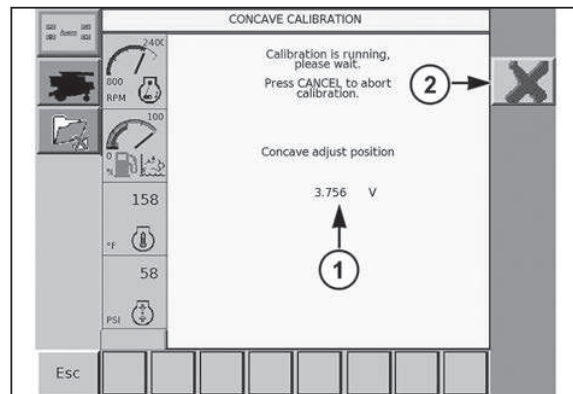 CONCAVE CALIBRATION
2400
800
RPM
100
0
%
158
°F
58
PSI
Calibration is running,
please wait.
Press CANCEL to abort
calibration.
2
Concave adjust position
3.756 V
1
Esc